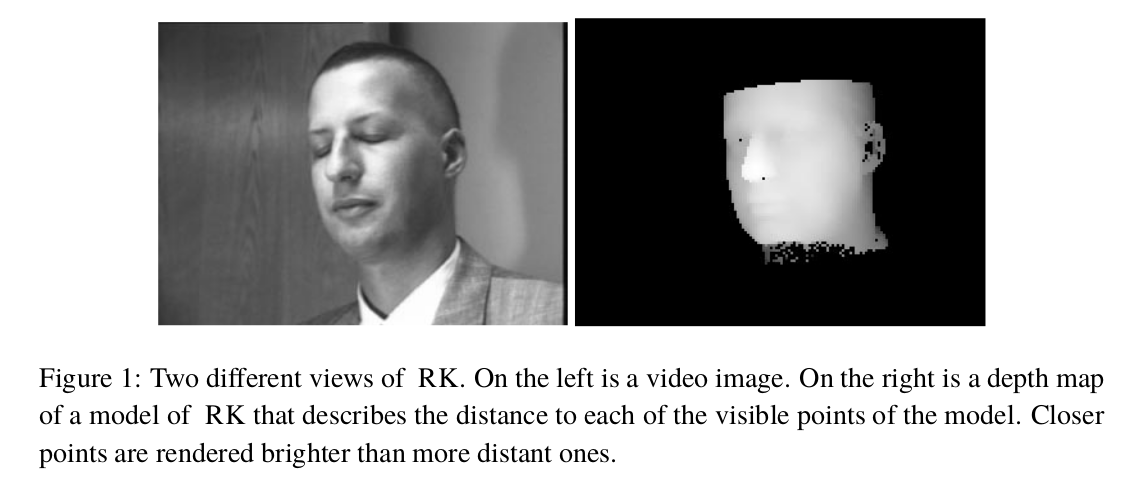 Figure 1: Two different views of RK. On the left is a video image. On the right is a depth map
of a model of RK that describes the distance to each of the visible points of the model. Closer
points are rendered brighter than more distant ones.